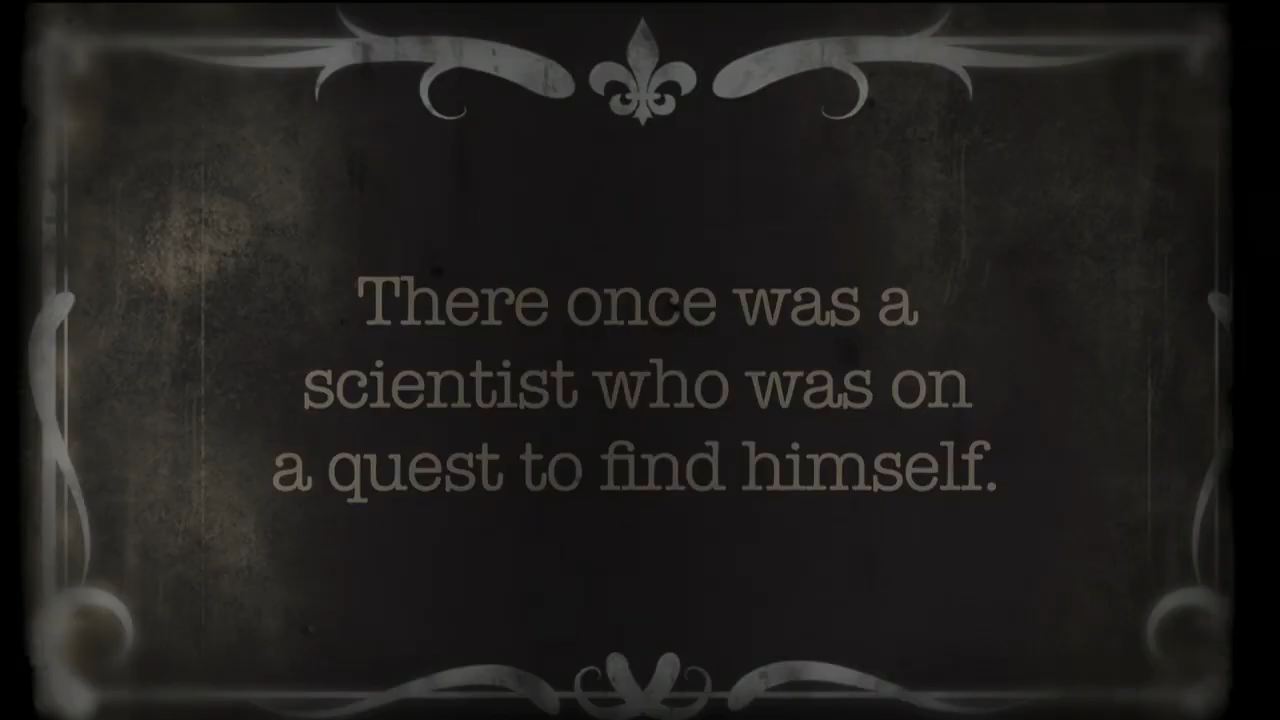 There once was a
scientist who was on
a quest to find himself.